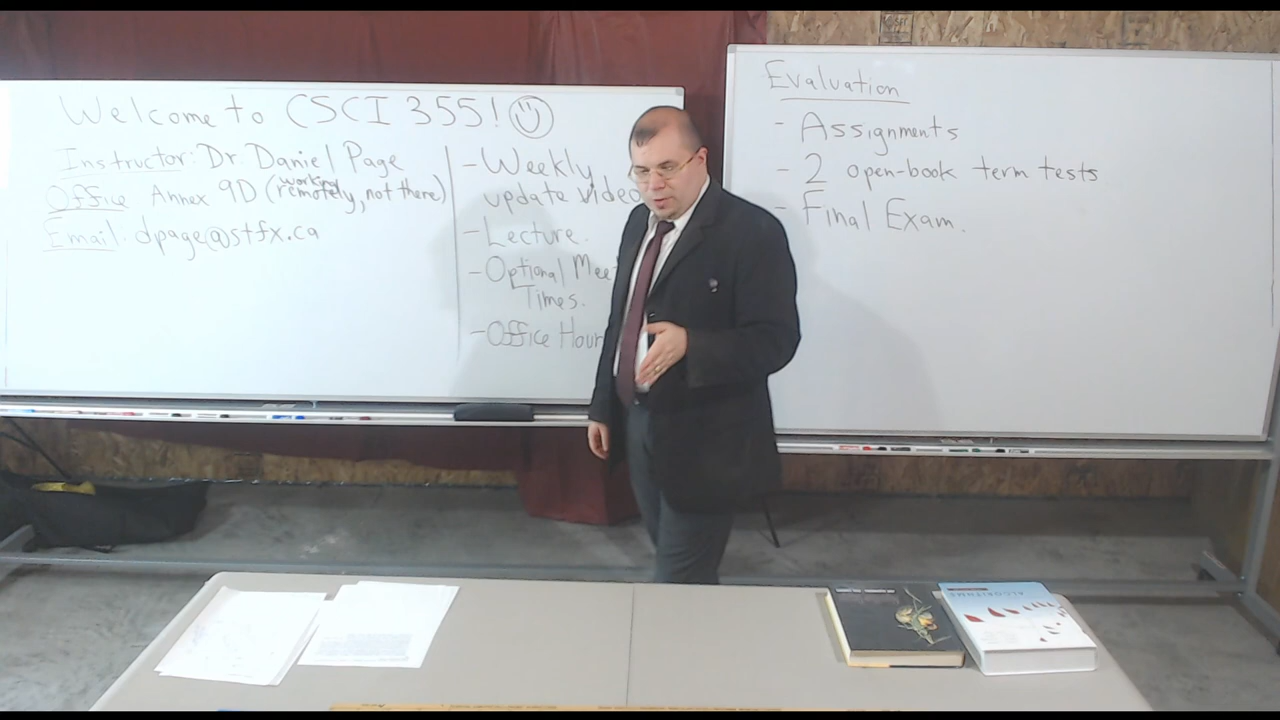 Welcome to CSCI 355! ☺
Instructor: Dr. Daniel Page
Office Annex 9D (working remotely, not there)
Email: dpage@stfx.ca
- Weekly
update video
- Lecture.
- Optional Mee
Times.
- Office Hour
Evaluation
- Assignments
- 2 open-book term tests
- Final Exam.
ALGORITHMS